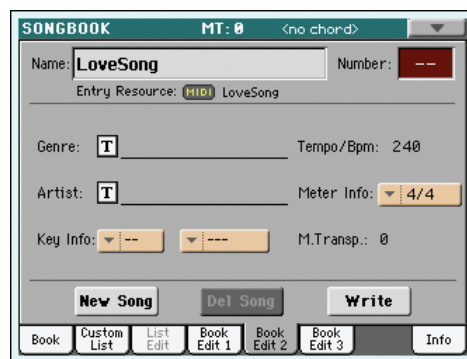 SONGBOOK MT: 0 <no chord>
Name: LoveSong Number: --
Entry Resource: MIDI LoveSong
Genre: T Tempo/Bpm: 240
Artist: T Meter Info: 4/4
Key Info: -- --- M.Transp.: 0
New Song Del Song Write
Book Custom List List Edit Book Edit 1 Book Edit 2 Book Edit 3 Info